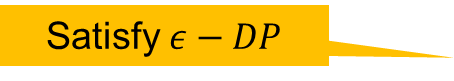 Satisfy ϵ − DP